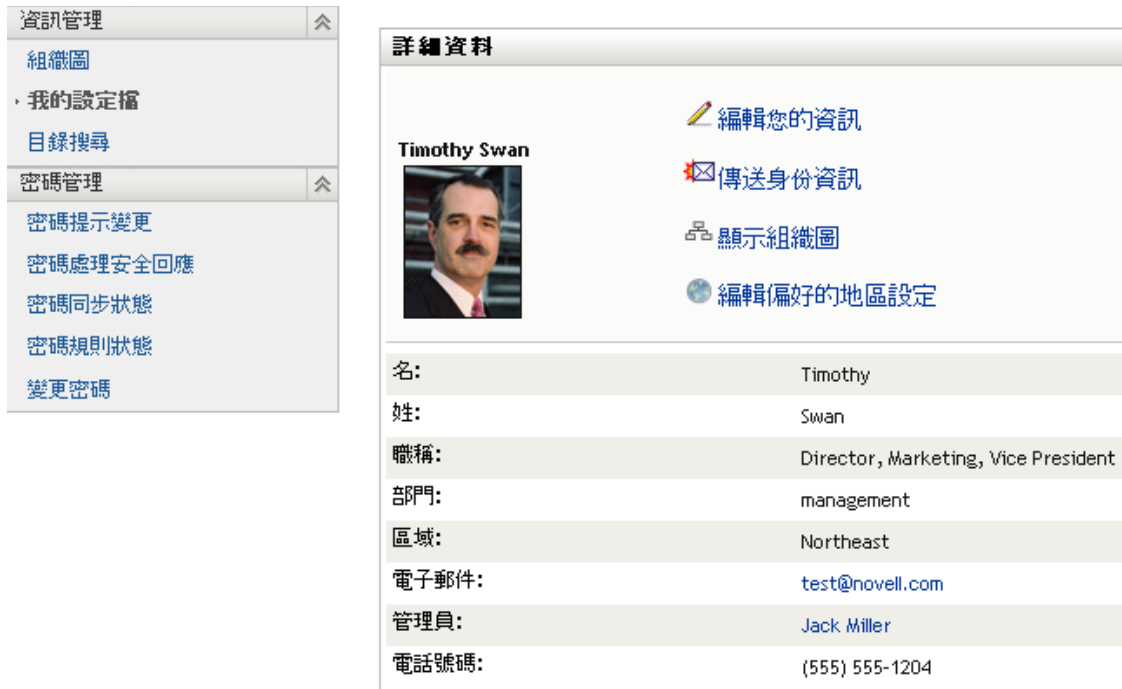 資訊管理
組織圖
我的設定檔
目錄搜尋
密碼管理
密碼提示變更
密碼處理安全回應
密碼同步狀態
密碼規則狀態
變更密碼
詳細資料
Timothy Swan
編輯您的資訊
傳送身份資訊
顯示組織圖
編輯偏好的地區設定
名: Timothy
姓: Swan
職稱: Director, Marketing, Vice President
部門: management
區域: Northeast
電子郵件: test@novell.com
管理員: Jack Miller
電話號碼: (555) 555-1204